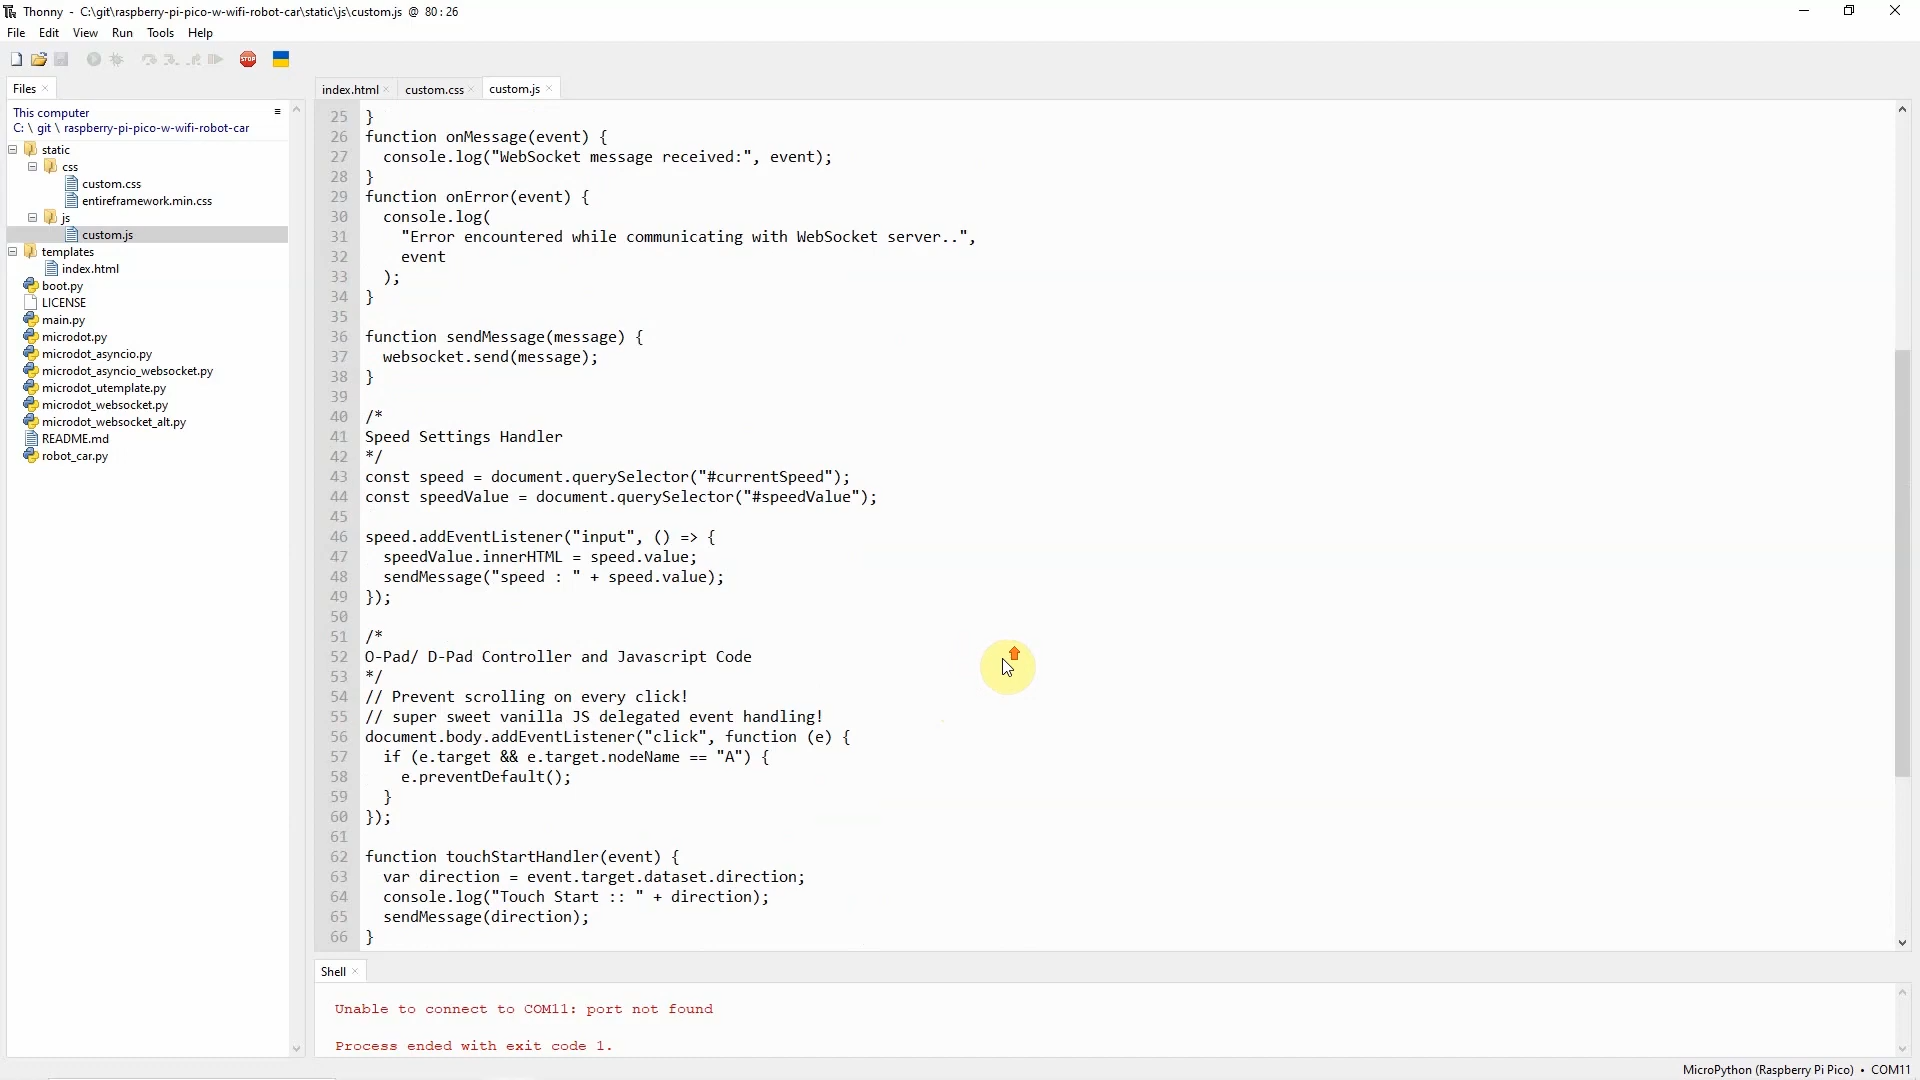 Thonny - C:\git\raspberry-pi-pico-w-wifi-robot-car\static\js\custom.js @ 80 : 26
File Edit View Run Tools Help
STOP
Files
index.html custom.css custom.js
This computer
C: \ git \ raspberry-pi-pico-w-wifi-robot-car
static
css
custom.css
entireframework.min.css
js
custom.js
templates
index.html
boot.py
LICENSE
main.py
microdot.py
microdot_asyncio.py
microdot_asyncio_websocket.py
microdot_utemplate.py
microdot_websocket.py
microdot_websocket_alt.py
README.md
robot_car.py
25 }
26 function onMessage(event) {
27   console.log("WebSocket message received:", event);
28 }
29 function onError(event) {
30   console.log(
31     "Error encountered while communicating with WebSocket server..",
32     event
33   );
34 }
35
36 function sendMessage(message) {
37   websocket.send(message);
38 }
39
40 /*
41 Speed Settings Handler
42 */
43 const speed = document.querySelector("#currentSpeed");
44 const speedValue = document.querySelector("#speedValue");
45
46 speed.addEventListener("input", () => {
47   speedValue.innerHTML = speed.value;
48   sendMessage("speed : " + speed.value);
49 });
50
51 /*
52 O-Pad/ D-Pad Controller and Javascript Code
53 */
54 // Prevent scrolling on every click!
55 // super sweet vanilla JS delegated event handling!
56 document.body.addEventListener("click", function (e) {
57   if (e.target && e.target.nodeName == "A") {
58     e.preventDefault();
59   }
60 });
61
62 function touchStartHandler(event) {
63   var direction = event.target.dataset.direction;
64   console.log("Touch Start :: " + direction);
65   sendMessage(direction);
66 }
Shell
Unable to connect to COM11: port not found
Process ended with exit code 1.
MicroPython (Raspberry Pi Pico) • COM11